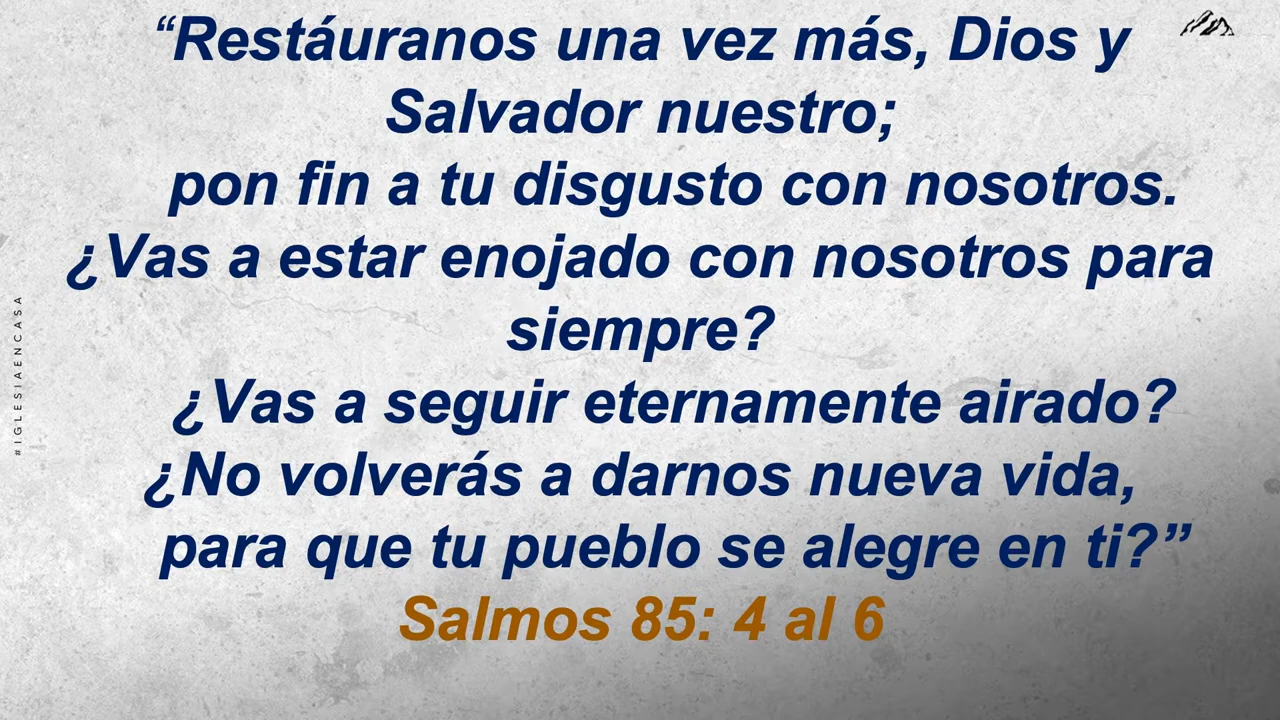 “Restáuranos una vez más, Dios y
Salvador nuestro;
pon fin a tu disgusto con nosotros.
¿Vas a estar enojado con nosotros para
siempre?
¿Vas a seguir eternamente airado?
¿No volverás a darnos nueva vida,
para que tu pueblo se alegre en ti?”
Salmos 85: 4 al 6
#IGLESIAENCASA